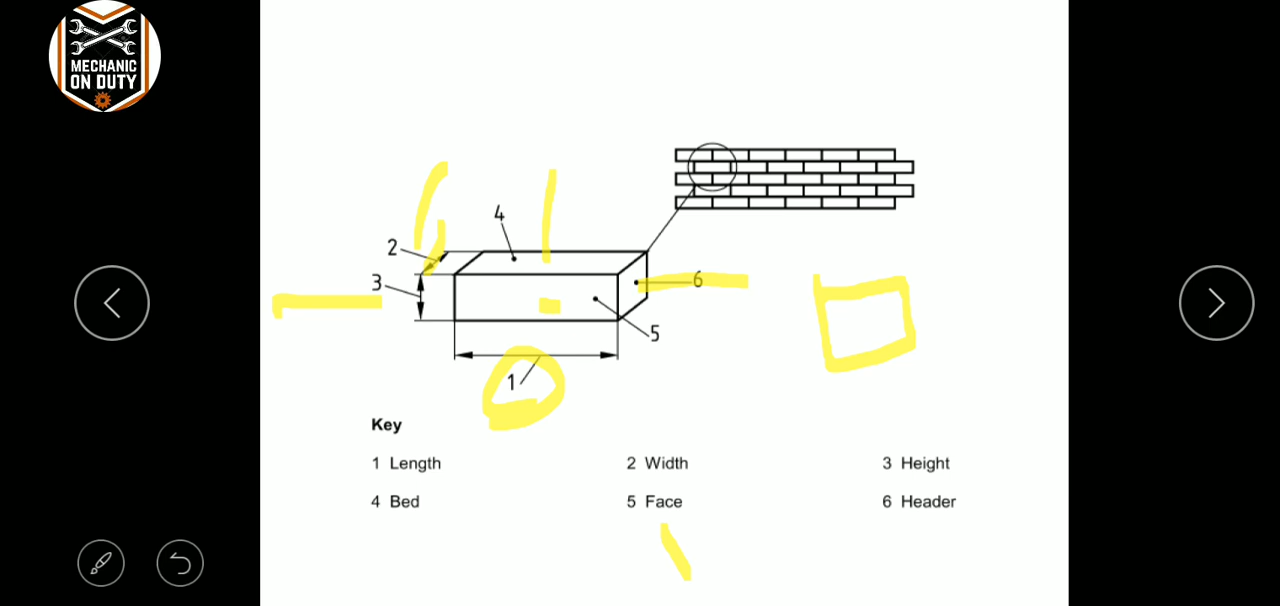 MECHANIC
ON DUTY
4
2
3
6
5
1
Key
1 Length 2 Width 3 Height
4 Bed 5 Face 6 Header